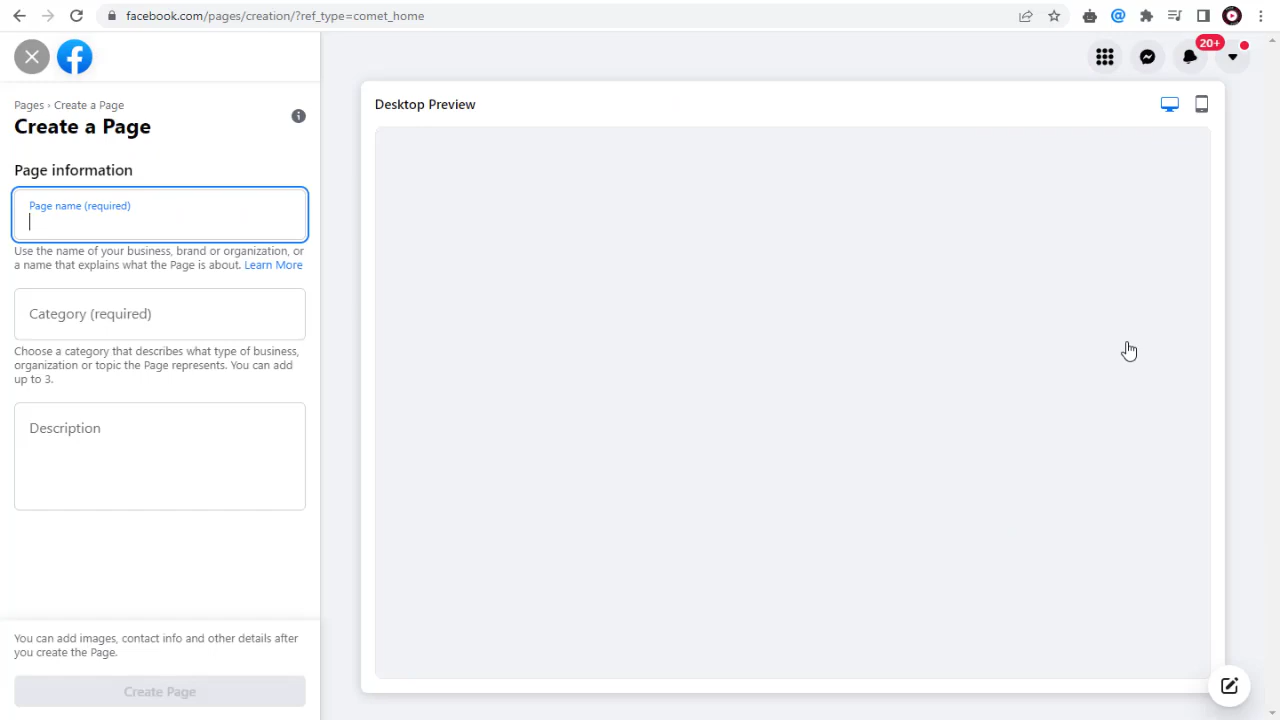 facebook.com/pages/creation/?ref_type=comet_home
20+
Pages › Create a Page
Create a Page
Page information
Page name (required)
Use the name of your business, brand or organization, or
a name that explains what the Page is about. Learn More
Category (required)
Choose a category that describes what type of business,
organization or topic the Page represents. You can add
up to 3.
Description
You can add images, contact info and other details after
you create the Page.
Create Page
Desktop Preview